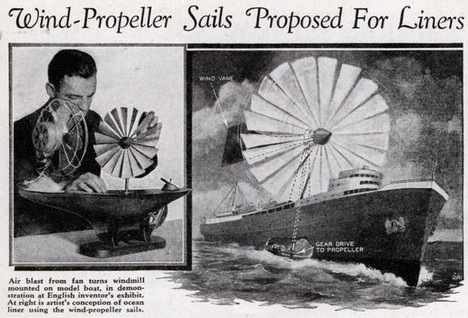 Wind-Propeller Sails Proposed For Liners
WIND VANE
GEAR DRIVE
TO PROPELLER
Air blast from fan turns windmill
mounted on model boat, in demon-
stration at English inventor's exhibit.
At right is artist's conception of ocean
liner using the wind-propeller sails.